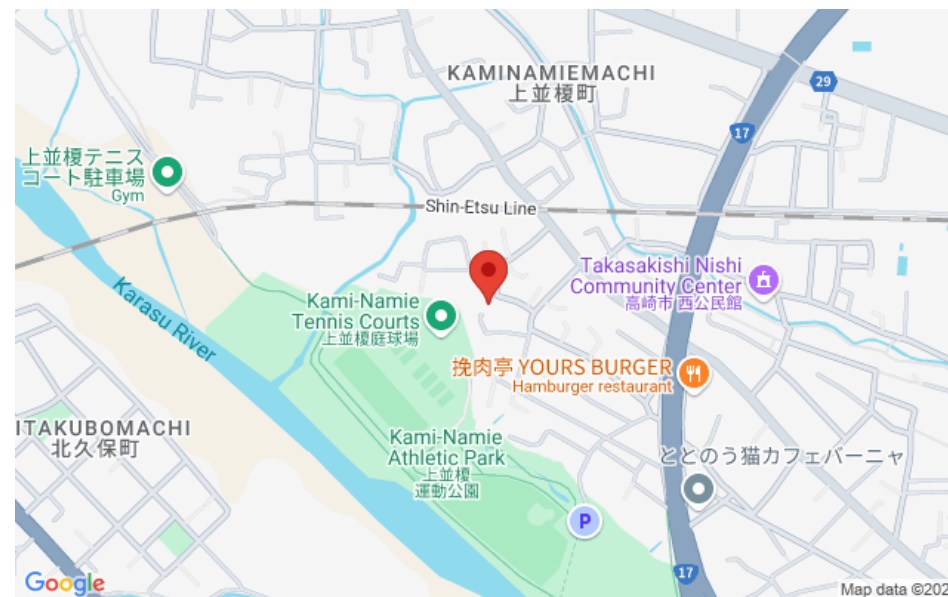 KAMINAMIEMACHI
上並榎町
29
17
上並榎テニス
コート駐車場
Gym
Shin-Etsu Line
Takasakishi Nishi
Community Center
高崎市 西公民館
Karasu River
Kami-Namie
Tennis Courts
上並榎庭球場
挽肉亭 YOURS BURGER
Hamburger restaurant
ITAKUBOMACHI
北久保町
Kami-Namie
Athletic Park
上並榎
運動公園
ととのう猫カフェバーニャ
P
17
Google
Map data ©202